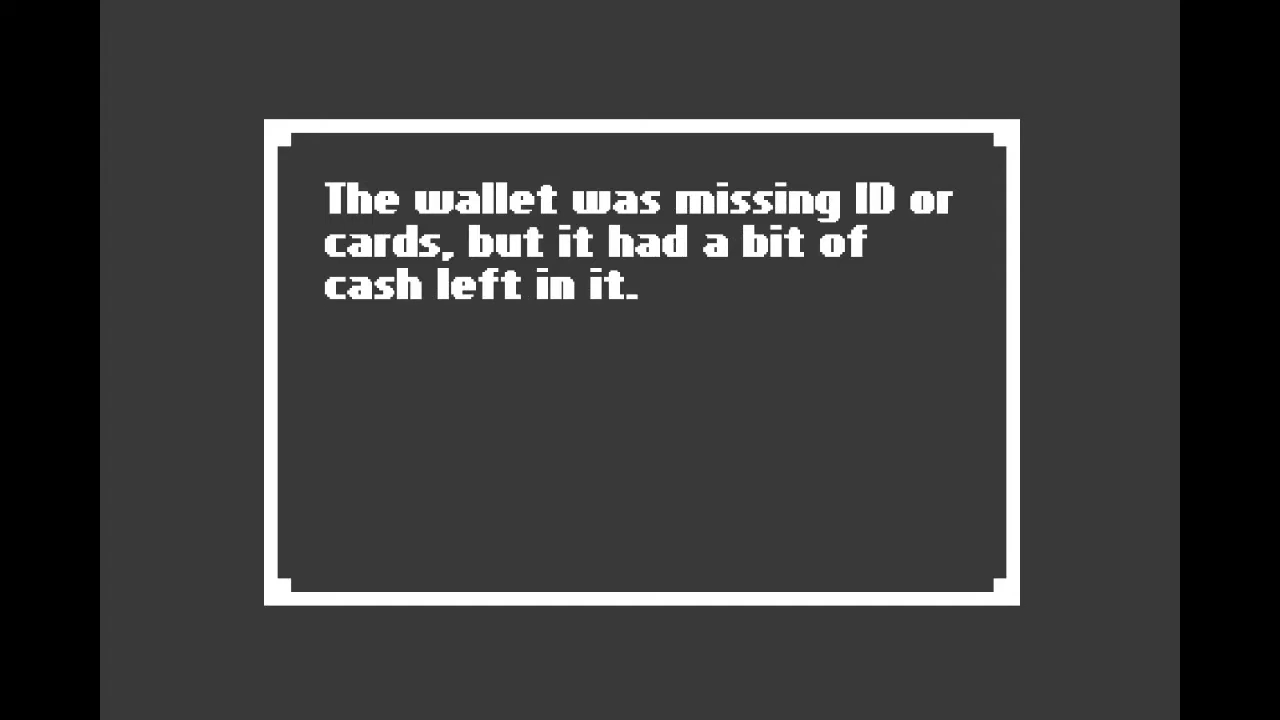 The wallet was missing ID or
cards, but it had a bit of
cash left in it.